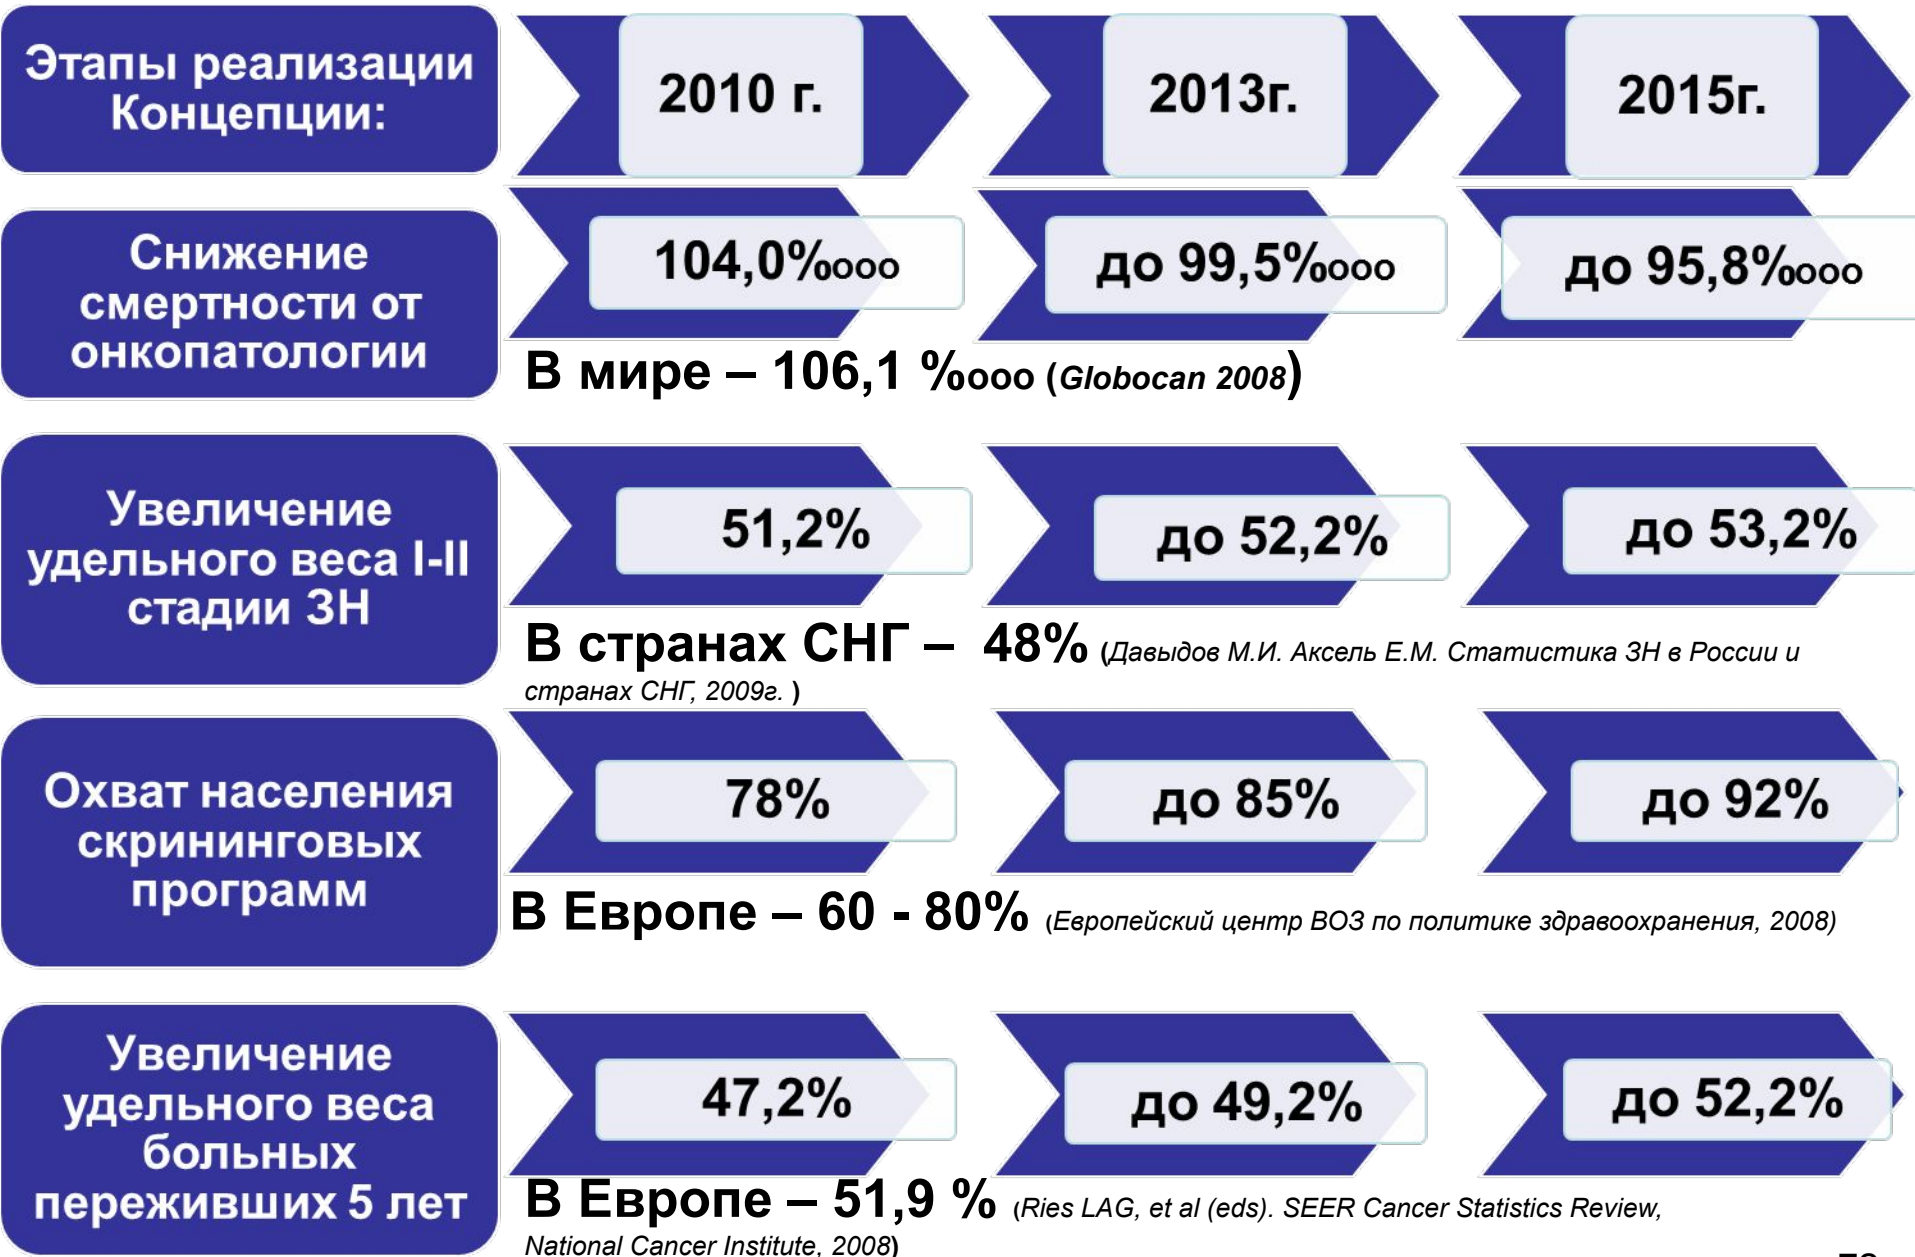 Этапы реализации
Концепции:
2010 г.
2013г.
2015г.
Снижение
смертности от
онкопатологии
104,0%ооо
до 99,5%ооо
до 95,8%ооо
В мире – 106,1 %ооо (Globocan 2008)
Увеличение
удельного веса I-II
стадии ЗН
51,2%
до 52,2%
до 53,2%
В странах СНГ – 48% (Давыдов М.И. Аксель Е.М. Статистика ЗН в России и
странах СНГ, 2009г. )
Охват населения
скрининговых
программ
78%
до 85%
до 92%
В Европе – 60 - 80% (Европейский центр ВОЗ по политике здравоохранения, 2008)
Увеличение
удельного веса
больных
переживших 5 лет
47,2%
до 49,2%
до 52,2%
В Европе – 51,9 % (Ries LAG, et al (eds). SEER Cancer Statistics Review,
National Cancer Institute, 2008)